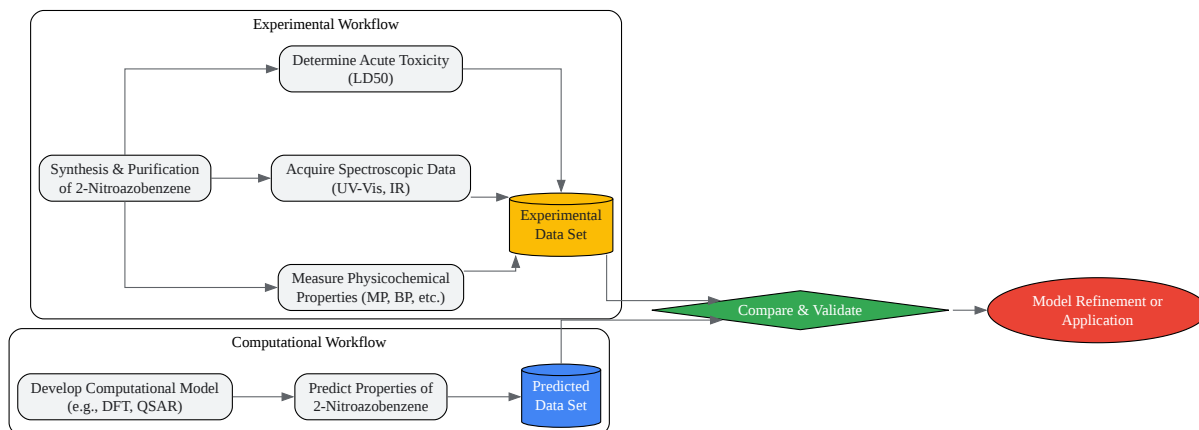 Experimental Workflow
Determine Acute Toxicity
(LD50)
Synthesis & Purification
of 2-Nitroazobenzene
Acquire Spectroscopic Data
(UV-Vis, IR)
Experimental
Data Set
Measure Physicochemical
Properties (MP, BP, etc.)
Compare & Validate
Model Refinement or
Application
Computational Workflow
Develop Computational Model
(e.g., DFT, QSAR)
Predict Properties of
2-Nitroazobenzene
Predicted
Data Set